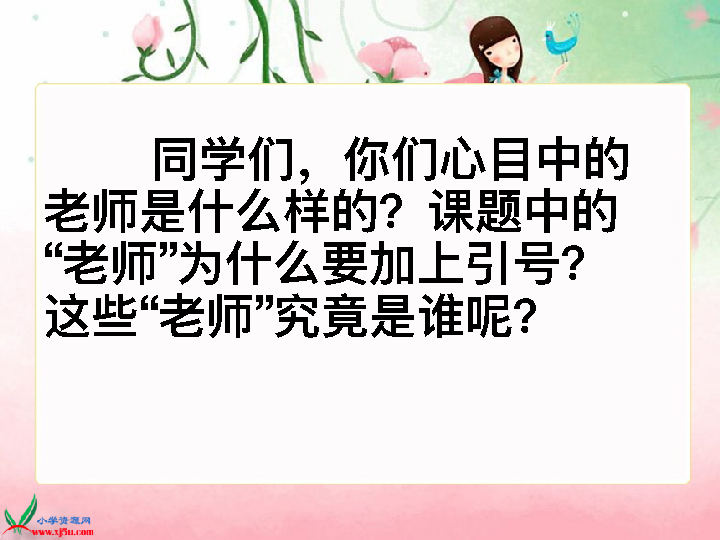 同学们，你们心目中的
老师是什么样的？课题中的
“老师”为什么要加上引号？
这些“老师”究竟是谁呢？
小学资源网
www.xj5u.com